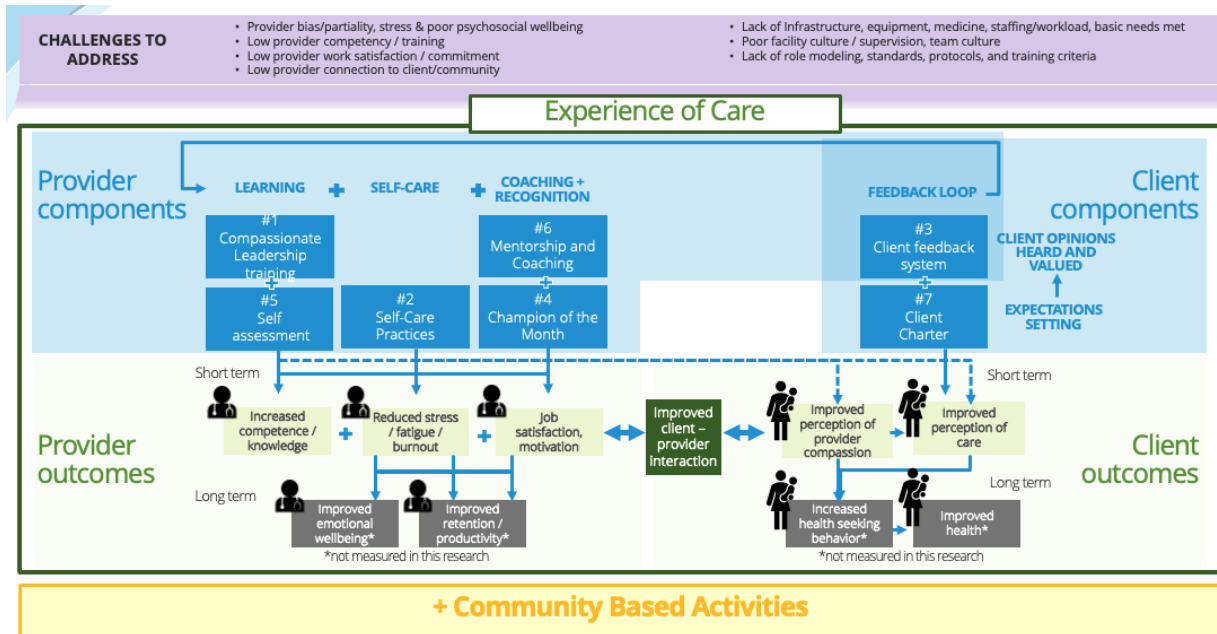 CHALLENGES TO
ADDRESS
• Provider bias/partiality, stress & poor psychosocial wellbeing
• Low provider competency / training
• Low provider work satisfaction / commitment
• Low provider connection to client/community
• Lack of Infrastructure, equipment, medicine, staffing/workload, basic needs met
• Poor facility culture / supervision, team culture
• Lack of role modeling, standards, protocols, and training criteria
Experience of Care
Provider
components
LEARNING
+
SELF-CARE
+
COACHING +
RECOGNITION
FEEDBACK LOOP
Client
components
#1
Compassionate
Leadership
training
+
#5
Self
assessment
#2
Self-Care
Practices
#6
Mentorship and
Coaching
+
#4
Champion of the
Month
#3
Client feedback
system
+
#7
Client
Charter
CLIENT OPINIONS
HEARD AND
VALUED
EXPECTATIONS
SETTING
Provider
outcomes
Short term
Increased
competence /
knowledge
+
Reduced stress
/ fatigue /
burnout
+
Job
satisfaction,
motivation
Improved
client –
provider
interaction
Short term
Improved
perception of
provider
compassion
Improved
perception of
care
Client
outcomes
Long term
Improved
emotional
wellbeing*
Improved
retention /
productivity*
*not measured in this research
Long term
Increased
health seeking
behavior*
Improved
health*
*not measured in this research
+ Community Based Activities